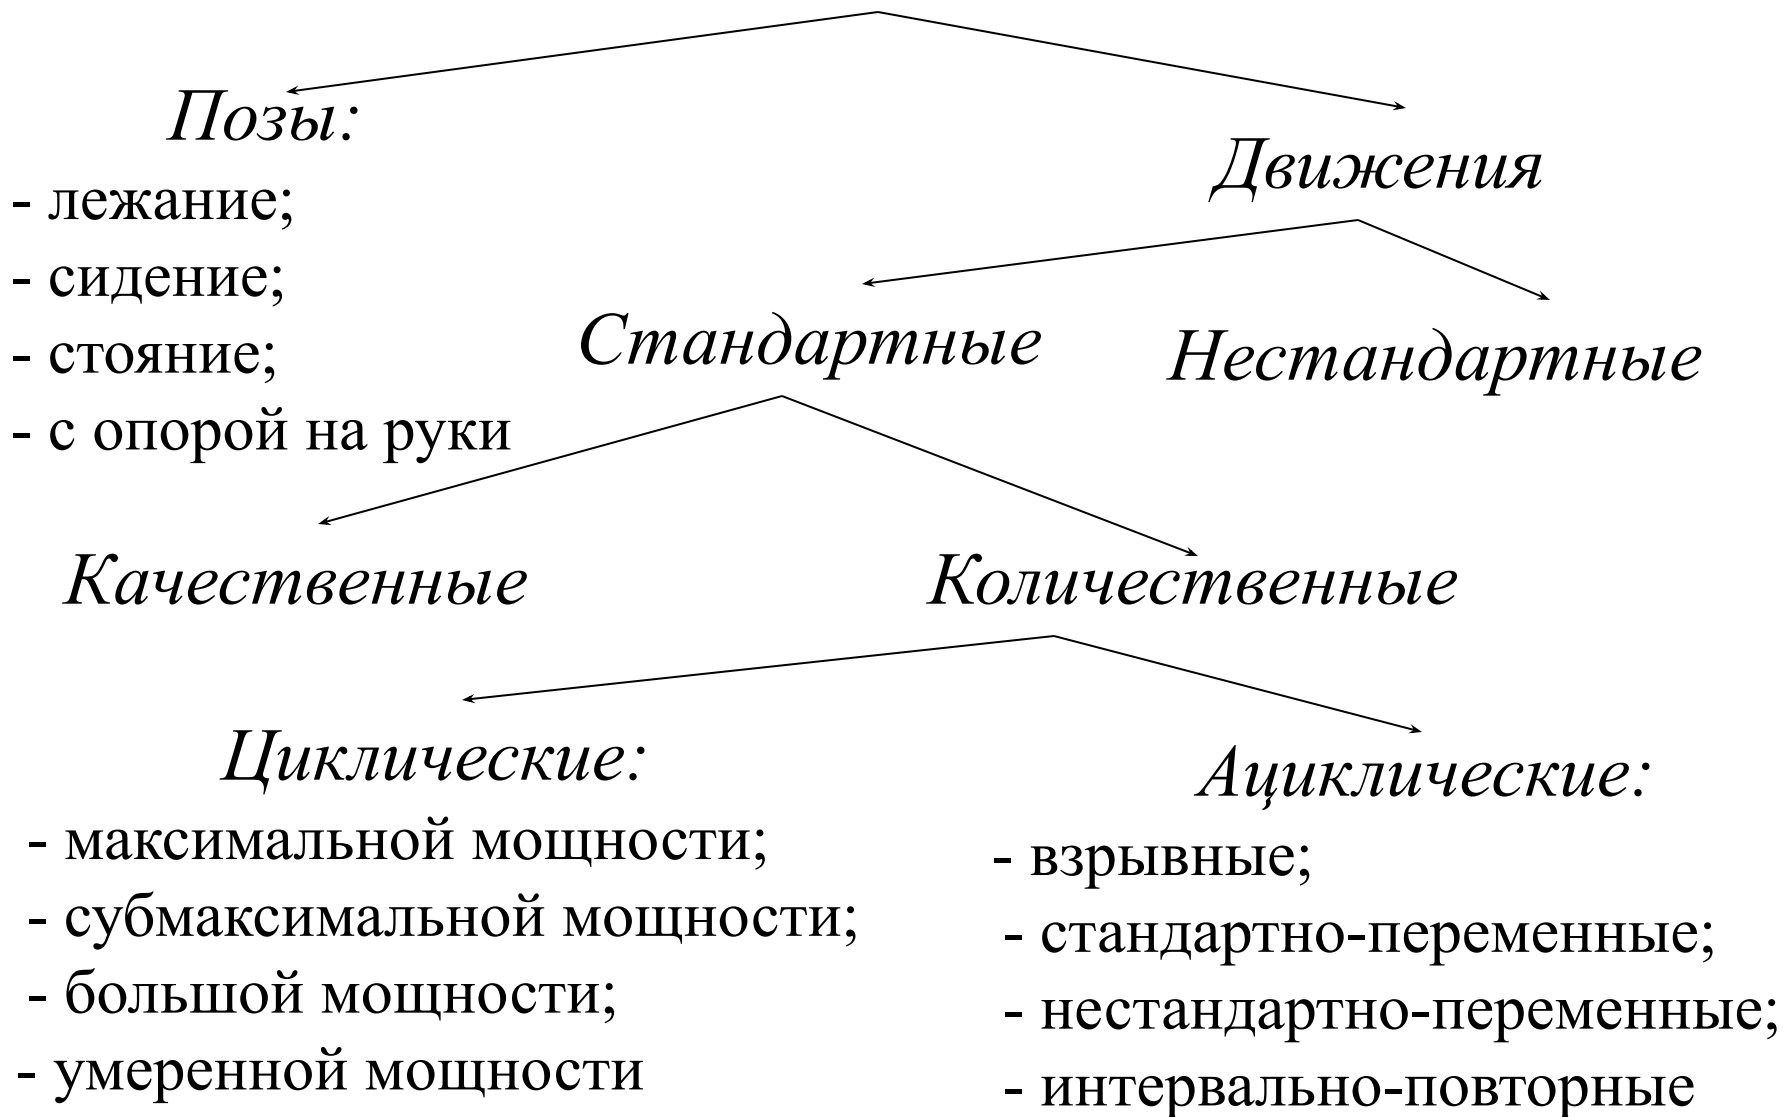 Позы:
- лежание;
- сидение;
- стояние;
- с опорой на руки
Движения
Стандартные
Нестандартные
Качественные
Количественные
Циклические:
- максимальной мощности;
- субмаксимальной мощности;
- большой мощности;
- умеренной мощности
Ациклические:
- взрывные;
- стандартно-переменные;
- нестандартно-переменные;
- интервально-повторные